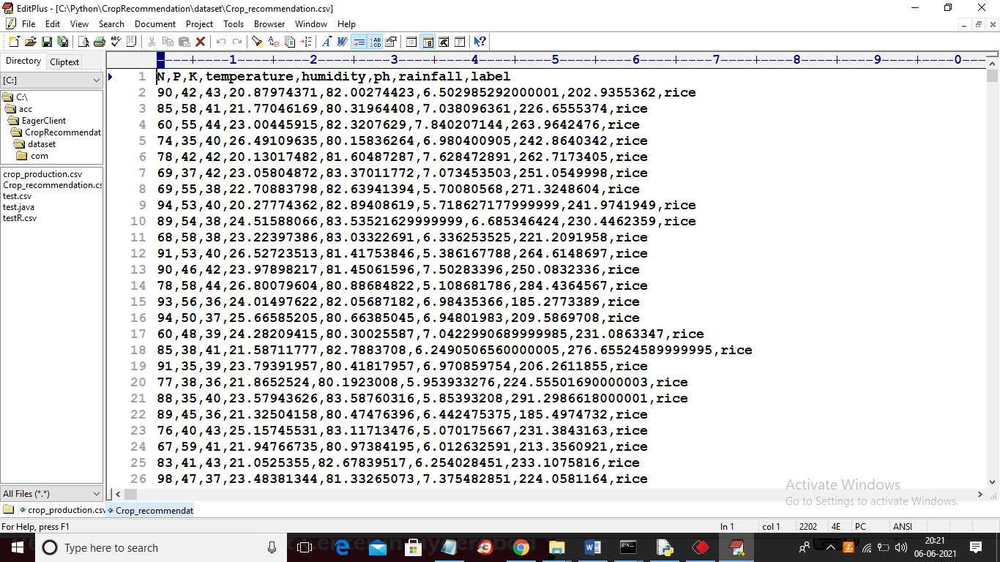 EditPlus - [C:\Python\CropRecommendation\dataset\Crop_recommendation.csv]
File Edit View Search Document Project Tools Browser Window Help
Directory Cliptext
[C:]
C:\
acc
EagerClient
CropRecommendat
dataset
com
crop_production.csv
Crop_recommendation.cs
test.csv
test.java
testR.csv
All Files (*.*)
----+----1----+----2----+----3----+----4----+----5----+----6----+----7----+----8----+----9----+----0---
1 N,P,K,temperature,humidity,ph,rainfall,label
2 90,42,43,20.87974371,82.00274423,6.502985292000001,202.9355362,rice
3 85,58,41,21.77046169,80.31964408,7.038096361,226.6555374,rice
4 60,55,44,23.00445915,82.3207629,7.840207144,263.9642476,rice
5 74,35,40,26.49109635,80.15836264,6.980400905,242.8640342,rice
6 78,42,42,20.13017482,81.60487287,7.628472891,262.7173405,rice
7 69,37,42,23.05804872,83.37011772,7.073453503,251.0549998,rice
8 69,55,38,22.70883798,82.63941394,5.70080568,271.3248604,rice
9 94,53,40,20.27774362,82.89408619,5.718627177999999,241.9741949,rice
10 89,54,38,24.51588066,83.53521629999999,6.685346424,230.4462359,rice
11 68,58,38,23.22397386,83.03322691,6.336253525,221.2091958,rice
12 91,53,40,26.52723513,81.41753846,5.386167788,264.6148697,rice
13 90,46,42,23.97898217,81.45061596,7.50283396,250.0832336,rice
14 78,58,44,26.80079604,80.88684822,5.108681786,284.4364567,rice
15 93,56,36,24.01497622,82.05687182,6.98435366,185.2773389,rice
16 94,50,37,25.66585205,80.66385045,6.94801983,209.5869708,rice
17 60,48,39,24.28209415,80.30025587,7.0422990689999985,231.0863347,rice
18 85,38,41,21.58711777,82.7883708,6.2490506560000005,276.65524589999995,rice
19 91,35,39,23.79391957,80.41817957,6.970859754,206.2611855,rice
20 77,38,36,21.8652524,80.1923008,5.953933276,224.55501690000003,rice
21 88,35,40,23.57943626,83.58760316,5.85393208,291.2986618000001,rice
22 89,45,36,21.32504158,80.47476396,6.442475375,185.4974732,rice
23 76,40,43,25.15745531,83.11713476,5.070175667,231.3843163,rice
24 67,59,41,21.94766735,80.97384195,6.012632591,213.3560921,rice
25 83,41,43,21.0525355,82.67839517,6.254028451,233.1075816,rice
26 98,47,37,23.48381344,81.33265073,7.375482851,224.0581164,rice
Activate Windows
Go to Settings to activate Windows.
crop_production.csv Crop_recommendat
For Help, press F1 ln 1 col 1 2202 4E PC ANSI
Type here to search
20:21
06-06-2021